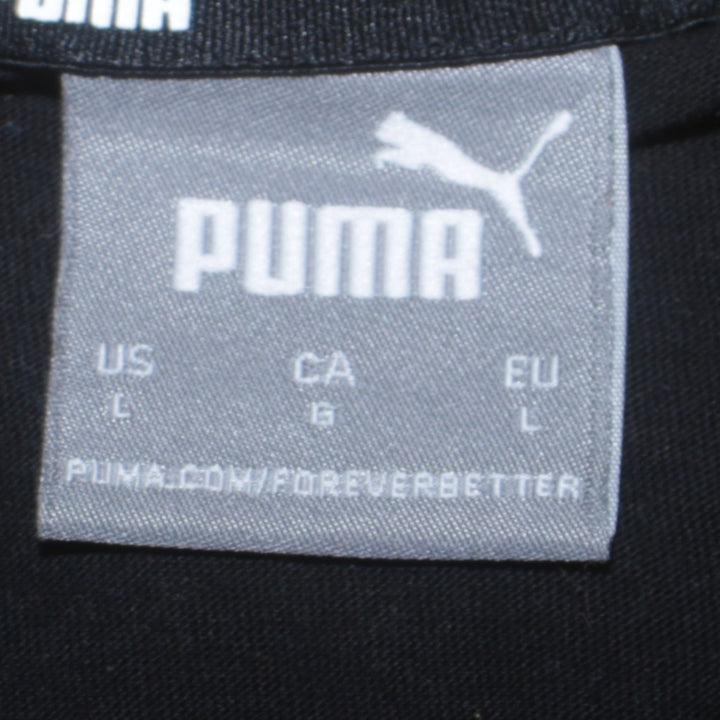 PUMA
US CA EU
L G L
PUMA.COM/FOREVERBETTER